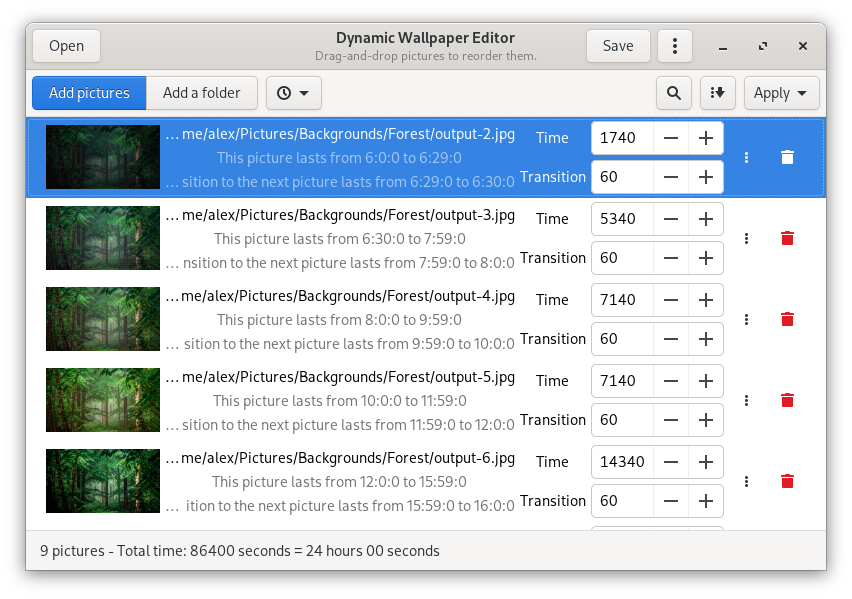 Open
Dynamic Wallpaper Editor
Drag-and-drop pictures to reorder them.
Save
Add pictures
Add a folder
Apply
... me/alex/Pictures/Backgrounds/Forest/output-2.jpg
Time
1740
This picture lasts from 6:0:0 to 6:29:0
... sition to the next picture lasts from 6:29:0 to 6:30:0
Transition
60
... me/alex/Pictures/Backgrounds/Forest/output-3.jpg
Time
5340
This picture lasts from 6:30:0 to 7:59:0
... nsition to the next picture lasts from 7:59:0 to 8:0:0
Transition
60
... me/alex/Pictures/Backgrounds/Forest/output-4.jpg
Time
7140
This picture lasts from 8:0:0 to 9:59:0
... sition to the next picture lasts from 9:59:0 to 10:0:0
Transition
60
... me/alex/Pictures/Backgrounds/Forest/output-5.jpg
Time
7140
This picture lasts from 10:0:0 to 11:59:0
... sition to the next picture lasts from 11:59:0 to 12:0:0
Transition
60
... me/alex/Pictures/Backgrounds/Forest/output-6.jpg
Time
14340
This picture lasts from 12:0:0 to 15:59:0
... ition to the next picture lasts from 15:59:0 to 16:0:0
Transition
60
9 pictures - Total time: 86400 seconds = 24 hours 00 seconds